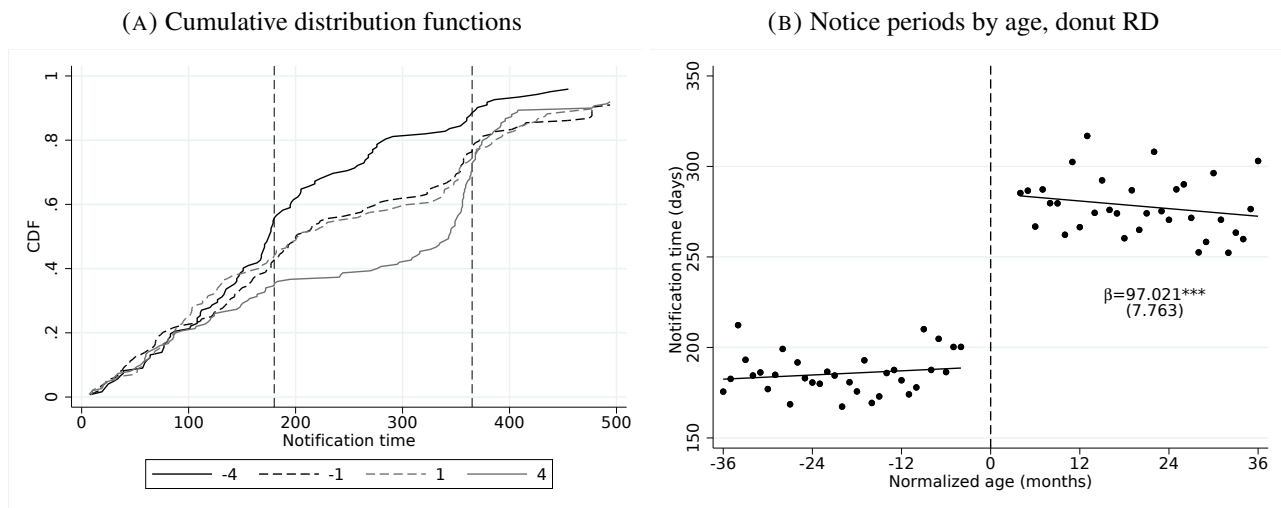 (A) Cumulative distribution functions
1
.8
.6
.4
.2
0
CDF
0 100 200 300 400 500
Notification time
-4 -1 1 4
(B) Notice periods by age, donut RD
350
300
250
200
150
Notification time (days)
β=97.021***
(7.763)
-36 -24 -12 0 12 24 36
Normalized age (months)